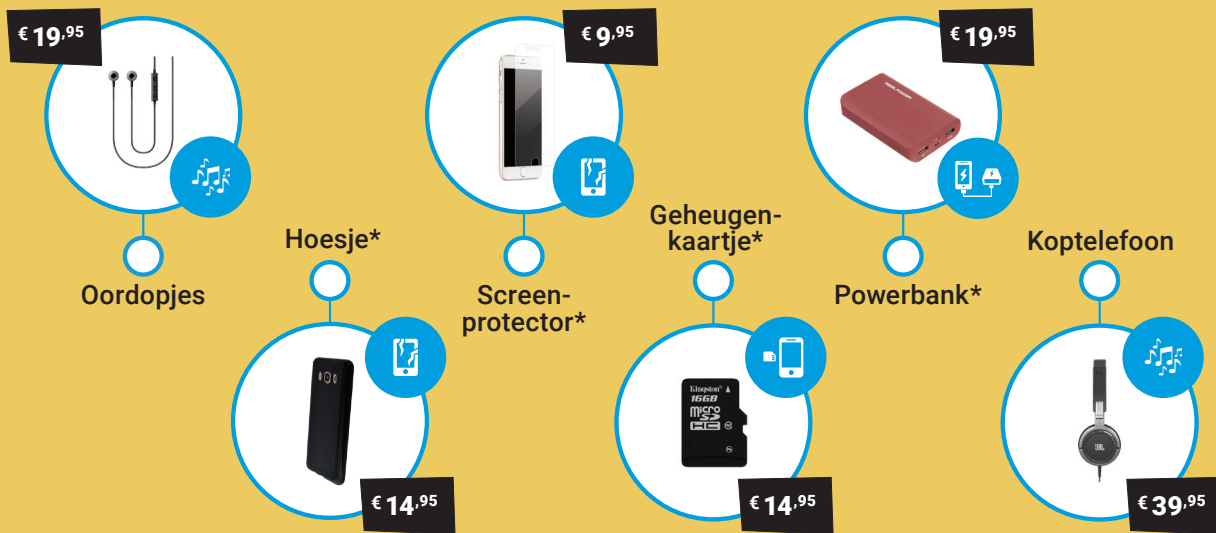 € 19,95
Oordopjes
Hoesje*
€ 14,95
€ 9,95
Screen-
protector*
Geheugen-
kaartje*
Kingston®
16GB
micro
SD
HC
€ 14,95
€ 19,95
Powerbank*
Koptelefoon
JBL
€ 39,95